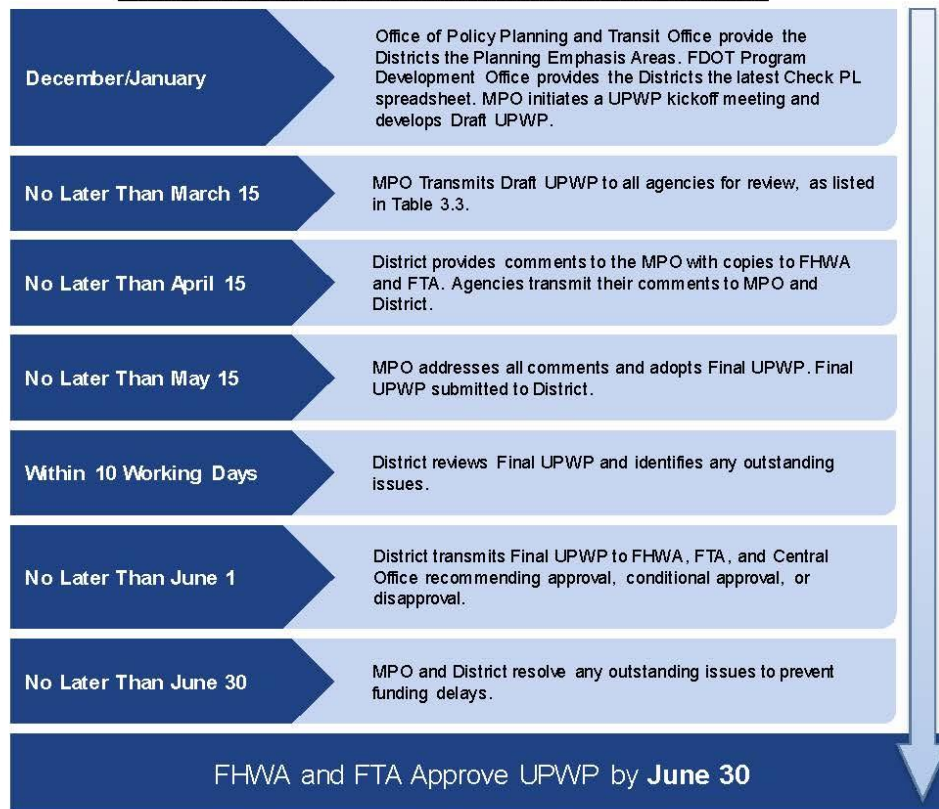 December/January
Office of Policy Planning and Transit Office provide the
Districts the Planning Emphasis Areas. FDOT Program
Development Office provides the Districts the latest Check PL
spreadsheet. MPO initiates a UPWP kickoff meeting and
develops Draft UPWP.
No Later Than March 15
MPO Transmits Draft UPWP to all agencies for review, as listed
in Table 3.3.
No Later Than April 15
District provides comments to the MPO with copies to FHWA
and FTA. Agencies transmit their comments to MPO and
District.
No Later Than May 15
MPO addresses all comments and adopts Final UPWP. Final
UPWP submitted to District.
Within 10 Working Days
District reviews Final UPWP and identifies any outstanding
issues.
No Later Than June 1
District transmits Final UPWP to FHWA, FTA, and Central
Office recommending approval, conditional approval, or
disapproval.
No Later Than June 30
MPO and District resolve any outstanding issues to prevent
funding delays.
FHWA and FTA Approve UPWP by June 30